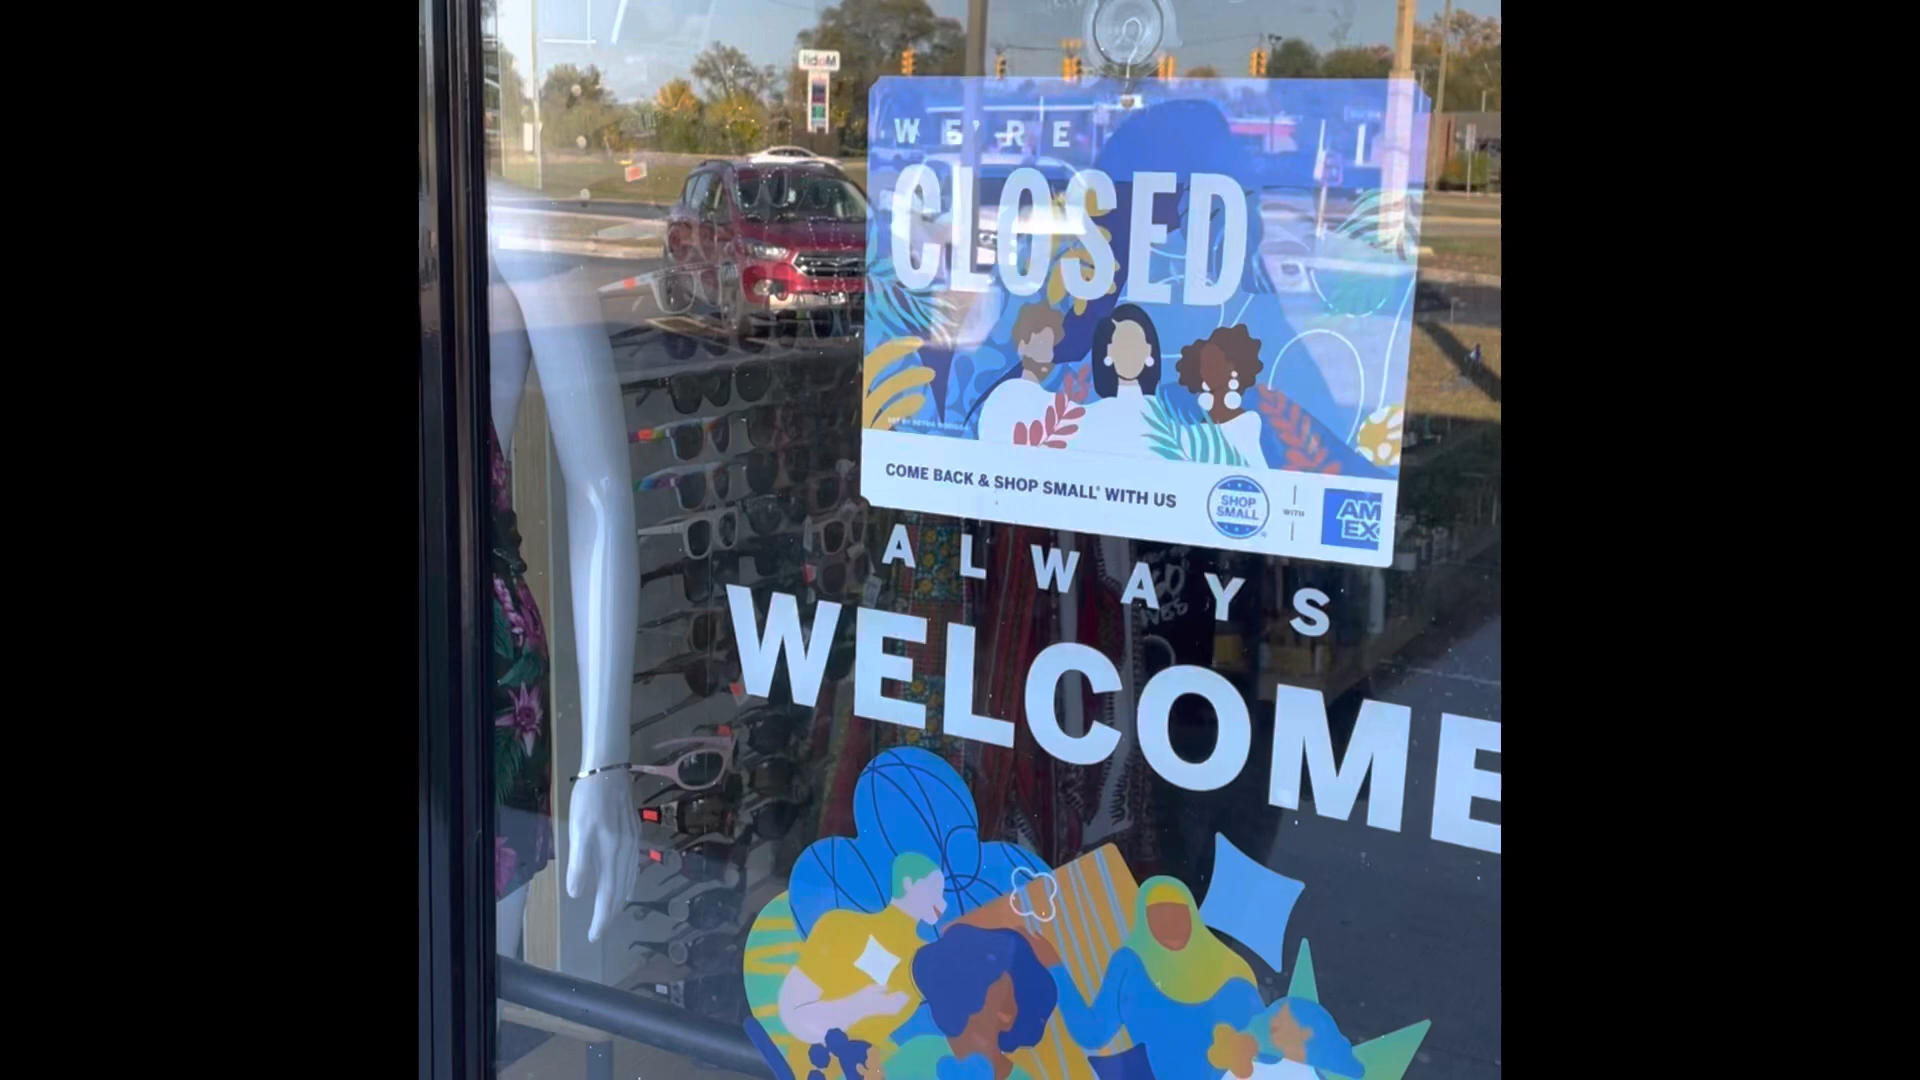 Mobil
WE'RE
CLOSED
COME BACK & SHOP SMALL® WITH US
SHOP
SMALL
WITH
AM
EX
ALWAYS
WELCOME